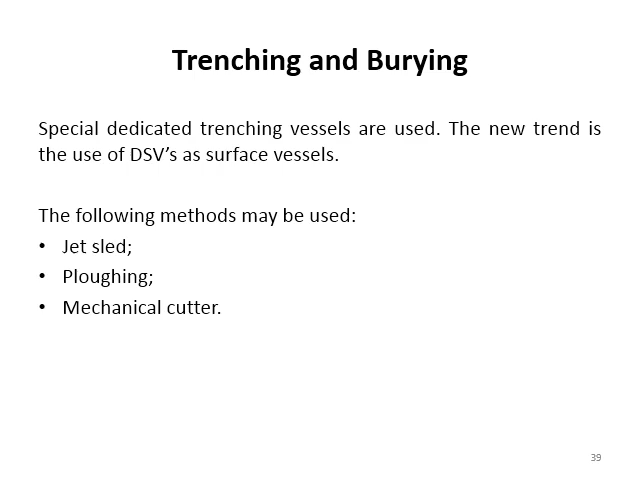 Trenching and Burying
Special dedicated trenching vessels are used. The new trend is
the use of DSV’s as surface vessels.
The following methods may be used:
• Jet sled;
• Ploughing;
• Mechanical cutter.
39